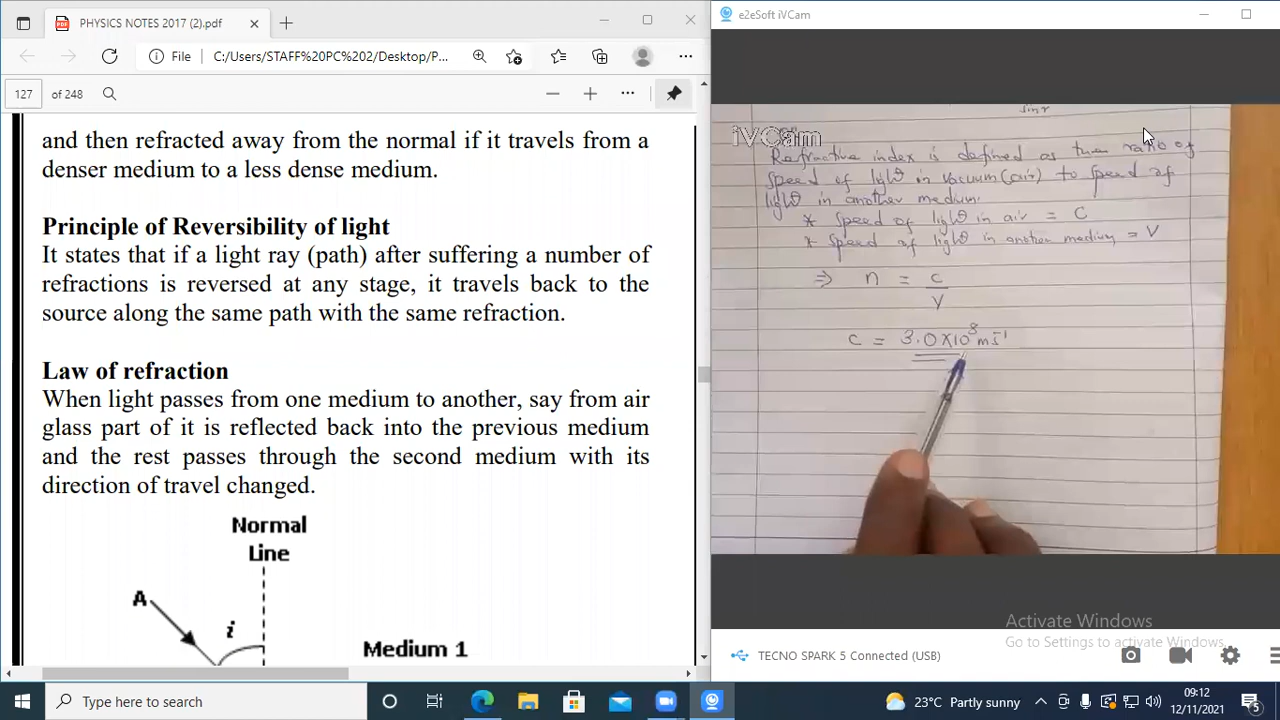 PHYSICS NOTES 2017 (2).pdf
File
C:/Users/STAFF%20PC%202/Desktop/P...
127 of 248
and then refracted away from the normal if it travels from a
denser medium to a less dense medium.
Principle of Reversibility of light
It states that if a light ray (path) after suffering a number of
refractions is reversed at any stage, it travels back to the
source along the same path with the same refraction.
Law of refraction
When light passes from one medium to another, say from air
glass part of it is reflected back into the previous medium
and the rest passes through the second medium with its
direction of travel changed.
Normal
Line
A
i
Medium 1
e2eSoft iVCam
iVCam
sin r
Refractive index is defined as the ratio of
speed of light in vacuum (air) to speed of
light in another medium.
* Speed of light in air = C
* Speed of light in another medium = V
⇒ n = c
V
c = 3.0×10⁸ms⁻¹
Activate Windows
Go to Settings to activate Windows.
TECNO SPARK 5 Connected (USB)
Type here to search
23°C Partly sunny
09:12
12/11/2021
5